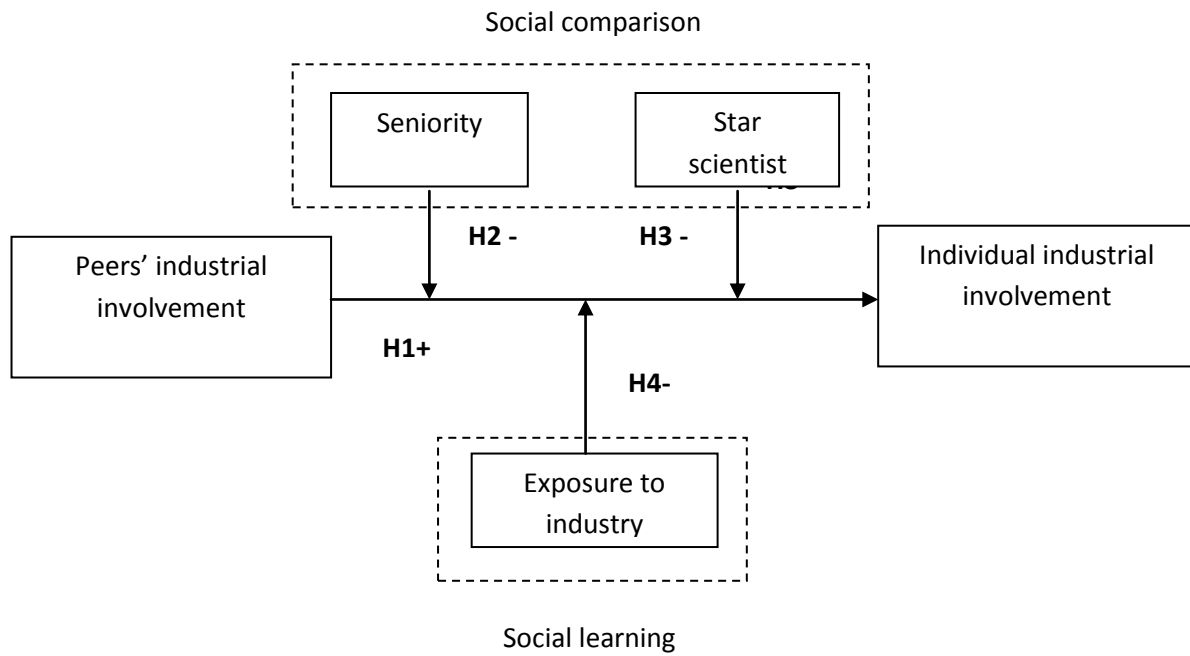 Social comparison
Seniority
Star
scientist
H2 -
H3 -
Peers’ industrial
involvement
Individual industrial
involvement
H1+
H4-
Exposure to
industry
Social learning